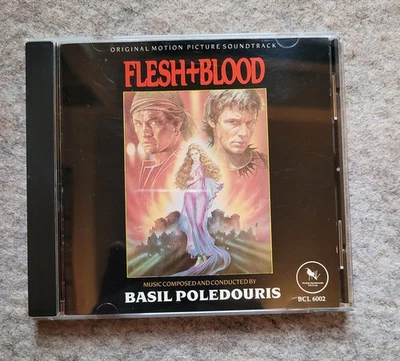 ORIGINAL MOTION PICTURE SOUNDTRACK
FLESH+BLOOD
MUSIC COMPOSED AND CONDUCTED BY
BASIL POLEDOURIS
BCL 6002